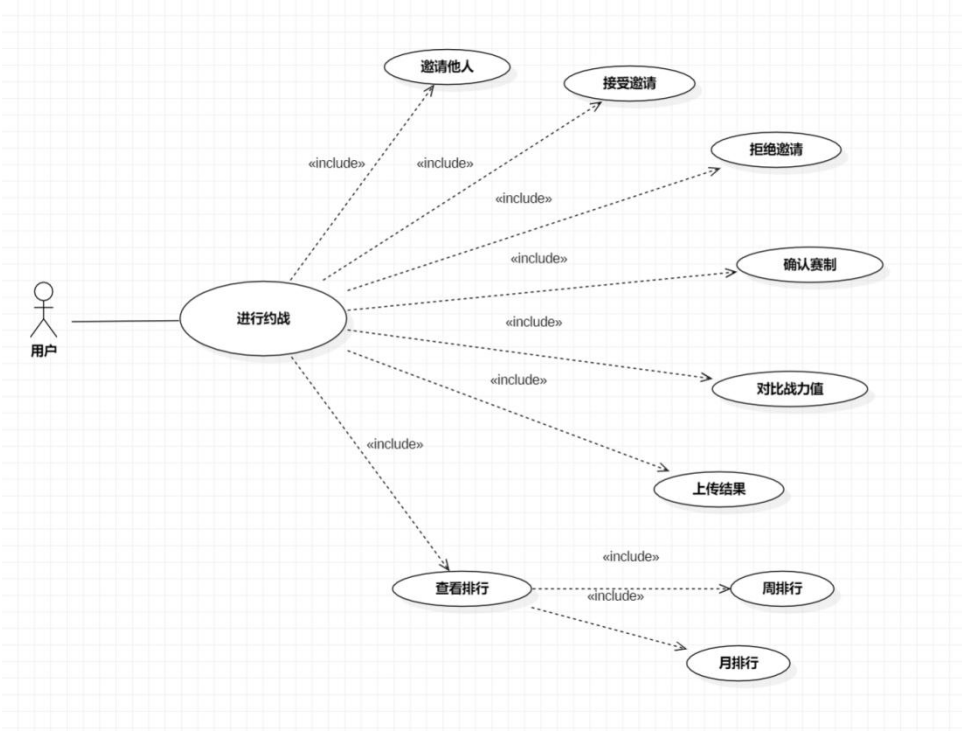 邀请他人
接受邀请
«include»
«include»
拒绝邀请
«include»
«include»
确认赛制
进行约战
用户
«include»
«include»
对比战力值
«include»
上传结果
«include»
查看排行
周排行
«include»
月排行